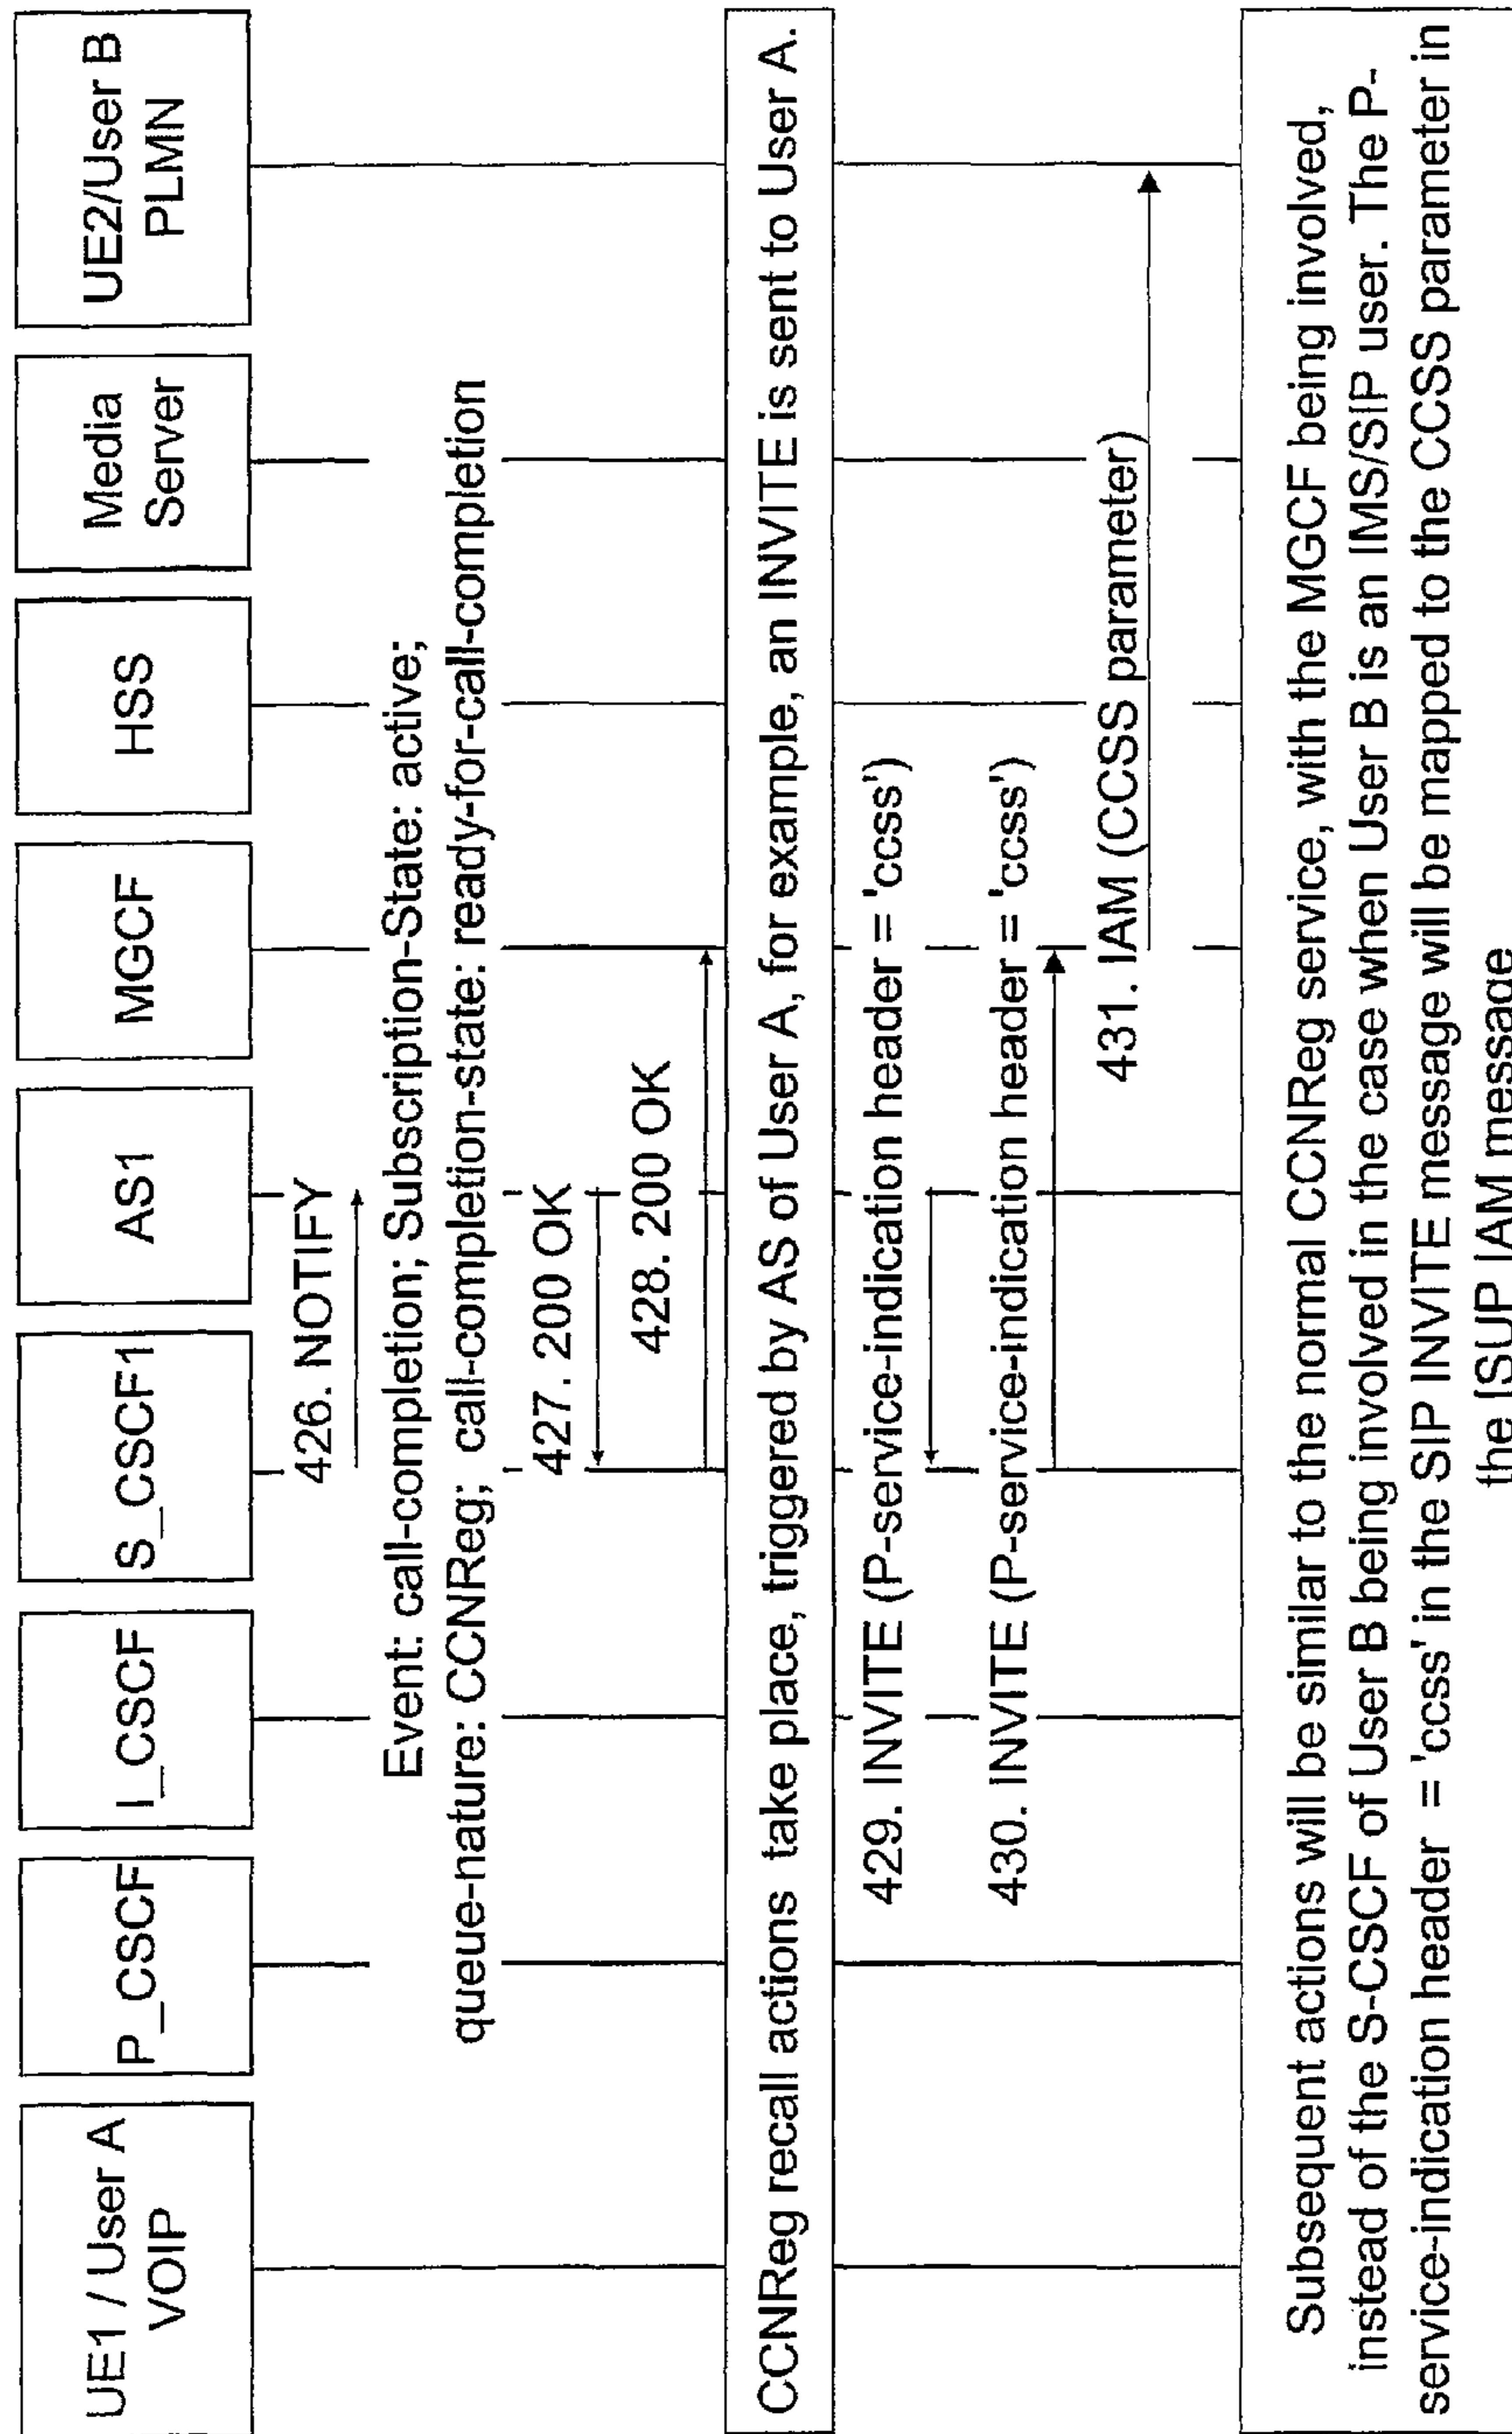 UE1 / User A
VOIP
P_CSCF
I_CSCF
S_CSCF1
AS1
MGCF
HSS
Media
Server
UE2/User B
PLMN
426. NOTIFY
Event: call-completion; Subscription-State: active;
queue-nature: CCNReg; call-completion-state: ready-for-call-completion
427. 200 OK
428. 200 OK
CCNReg recall actions take place, triggered by AS of User A, for example, an INVITE is sent to User A.
429. INVITE (P-service-indication header = 'ccss')
430. INVITE (P-service-indication header = 'ccss')
431. IAM (CCSS parameter)
Subsequent actions will be similar to the normal CCNReg service, with the MGCF being involved,
instead of the S-CSCF of User B being involved in the case when User B is an IMS/SIP user. The P-
service-indication header = 'ccss' in the SIP INVITE message will be mapped to the CCSS parameter in
the ISUP IAM message